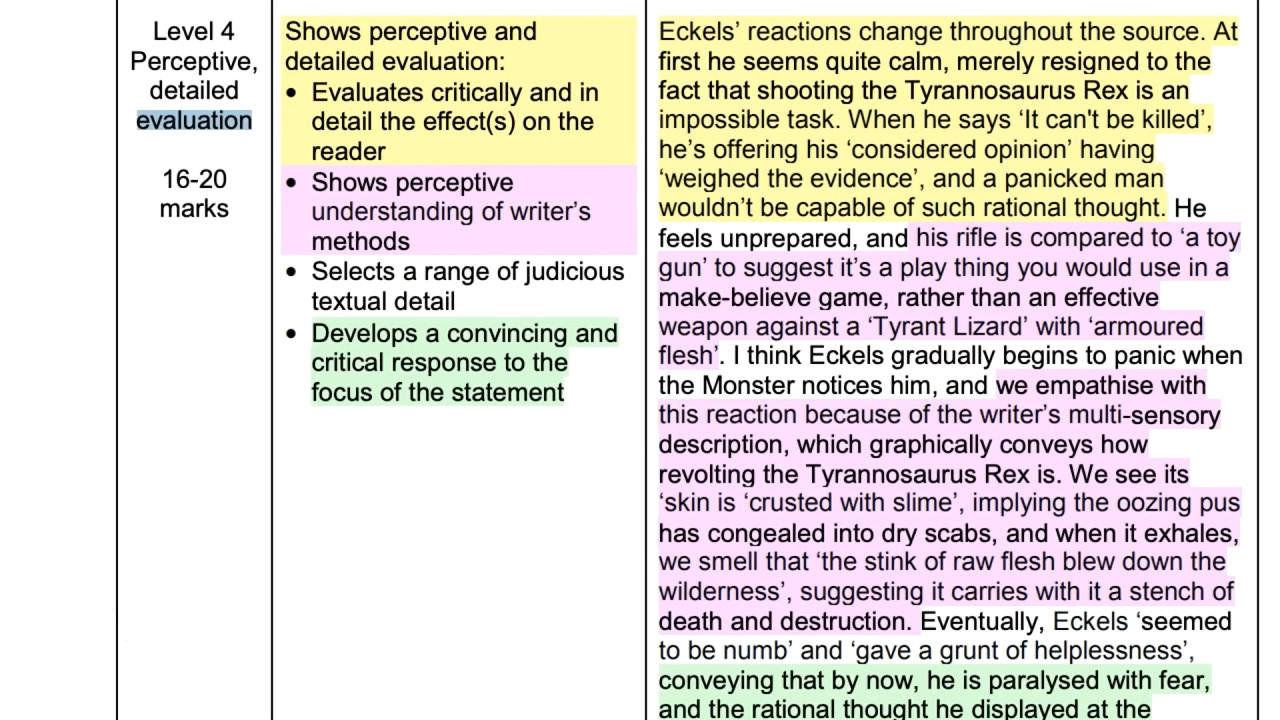 Level 4
Perceptive,
detailed
evaluation
16-20
marks
Shows perceptive and
detailed evaluation:
• Evaluates critically and in
detail the effect(s) on the
reader
• Shows perceptive
understanding of writer’s
methods
• Selects a range of judicious
textual detail
• Develops a convincing and
critical response to the
focus of the statement
Eckels’ reactions change throughout the source. At
first he seems quite calm, merely resigned to the
fact that shooting the Tyrannosaurus Rex is an
impossible task. When he says ‘It can't be killed’,
he’s offering his ‘considered opinion’ having
‘weighed the evidence’, and a panicked man
wouldn’t be capable of such rational thought. He
feels unprepared, and his rifle is compared to ‘a toy
gun’ to suggest it’s a play thing you would use in a
make-believe game, rather than an effective
weapon against a ‘Tyrant Lizard’ with ‘armoured
flesh’. I think Eckels gradually begins to panic when
the Monster notices him, and we empathise with
this reaction because of the writer’s multi-sensory
description, which graphically conveys how
revolting the Tyrannosaurus Rex is. We see its
‘skin is ‘crusted with slime’, implying the oozing pus
has congealed into dry scabs, and when it exhales,
we smell that ‘the stink of raw flesh blew down the
wilderness’, suggesting it carries with it a stench of
death and destruction. Eventually, Eckels ‘seemed
to be numb’ and ‘gave a grunt of helplessness’,
conveying that by now, he is paralysed with fear,
and the rational thought he displayed at the